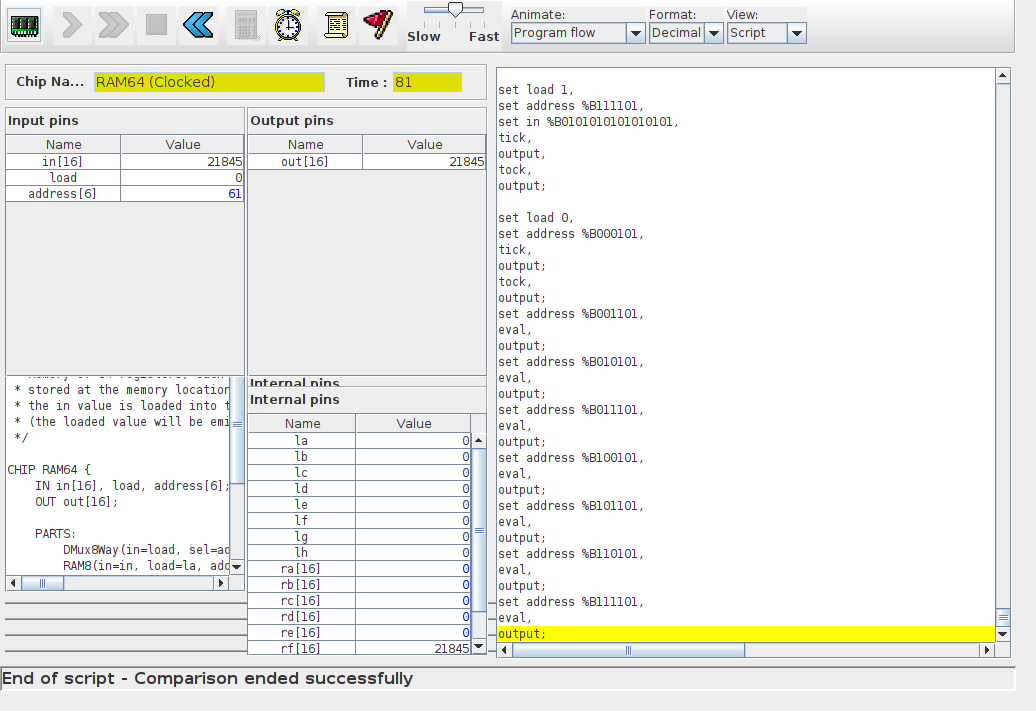 Slow Fast
Animate:
Program flow
Format:
Decimal
View:
Script
Chip Na... RAM64 (Clocked) Time : 81
Input pins
Name Value
in[16] 21845
load 0
address[6] 61
Output pins
Name Value
out[16] 21845
* stored at the memory location
* the in value is loaded into t
* (the loaded value will be emi
*/
CHIP RAM64 {
IN in[16], load, address[6];
OUT out[16];
PARTS:
DMux8Way(in=load, sel=ad
RAM8(in=in, load=la, add
Internal pins
Internal pins
Name Value
la 0
lb 0
lc 0
ld 0
le 0
lf 0
lg 0
lh 0
ra[16] 0
rb[16] 0
rc[16] 0
rd[16] 0
re[16] 0
rf[16] 21845
set load 1,
set address %B111101,
set in %B0101010101010101,
tick,
output,
tock,
output;
set load 0,
set address %B000101,
tick,
output;
tock,
output;
set address %B001101,
eval,
output;
set address %B010101,
eval,
output;
set address %B011101,
eval,
output;
set address %B100101,
eval,
output;
set address %B101101,
eval,
output;
set address %B110101,
eval,
output;
set address %B111101,
eval,
output;
End of script - Comparison ended successfully